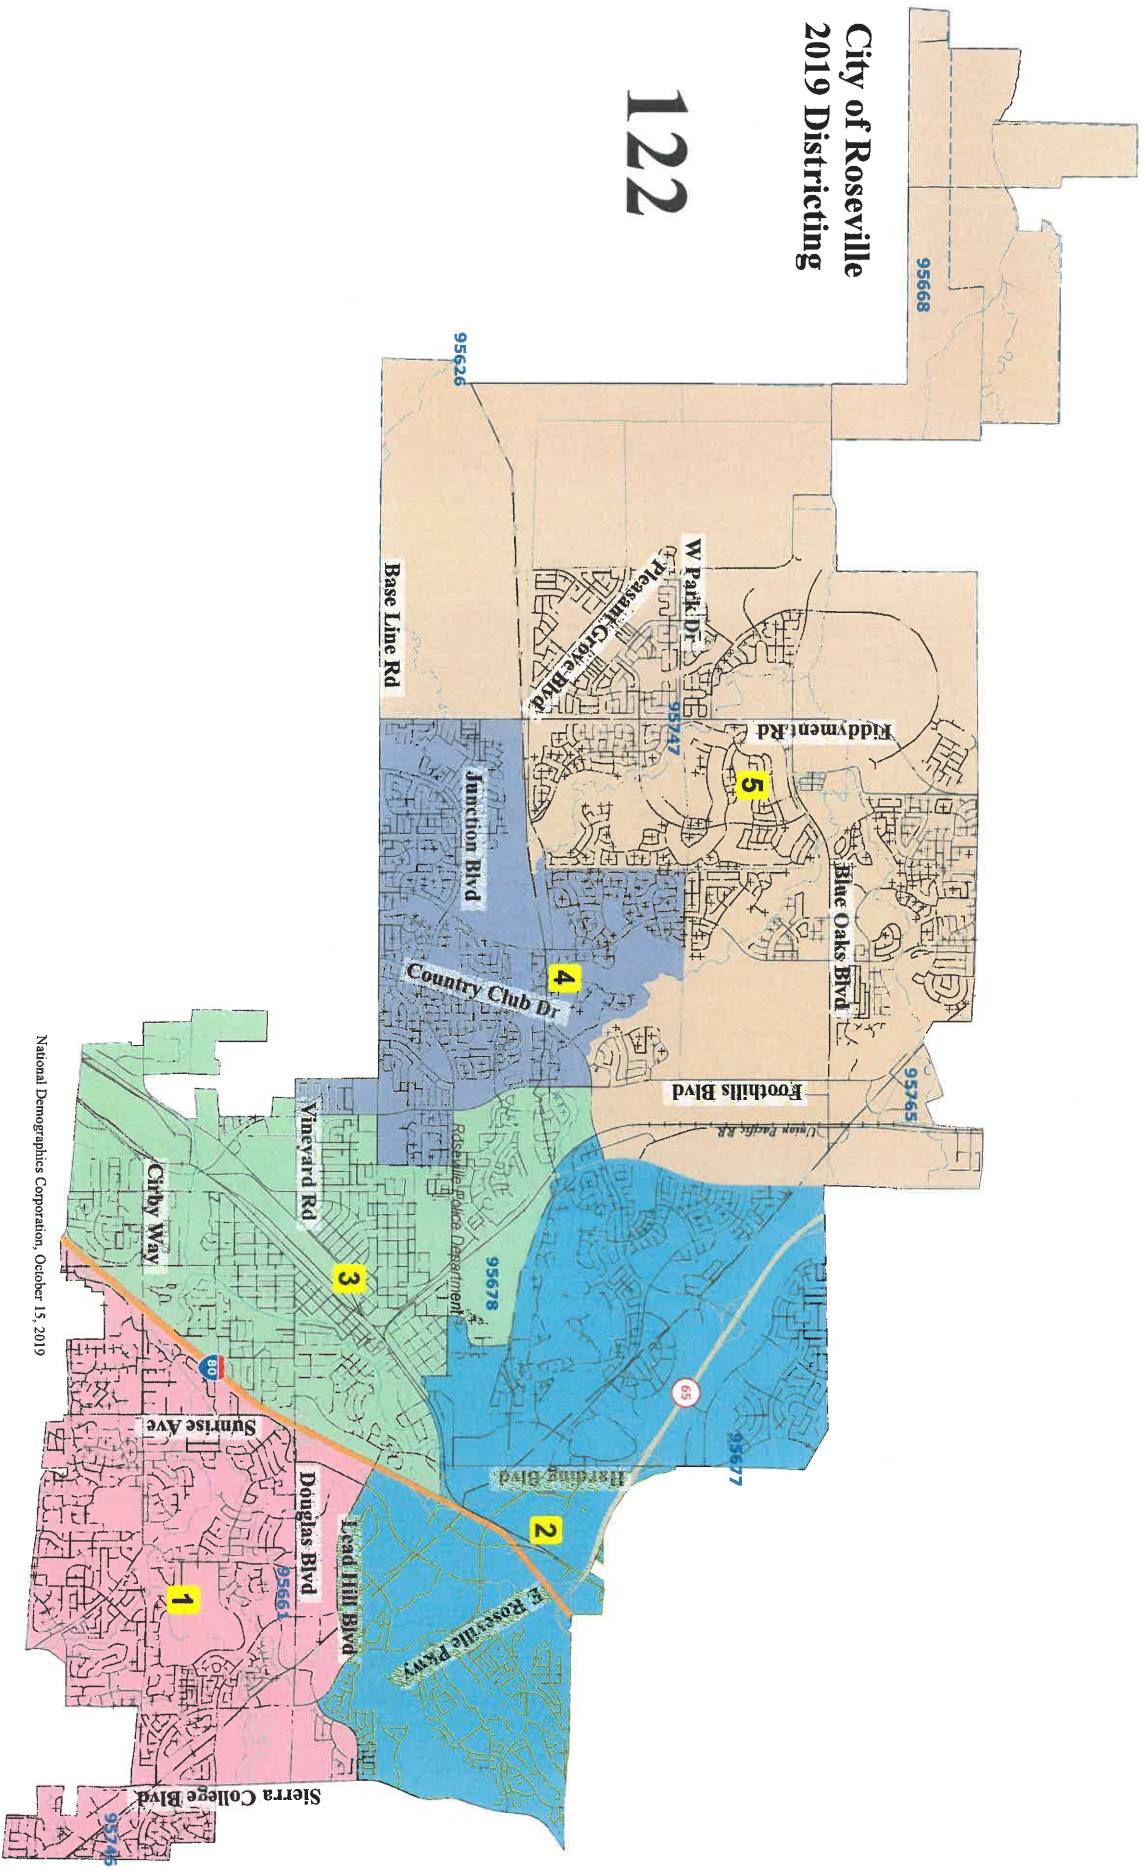 City of Roseville
2019 Districting
122
95668
95626
W Park Dr
Pleasant Grove Blvd
Base Line Rd
95747
Fiddyment Rd
5
Junction Blvd
Blue Oaks Blvd
4
Country Club Dr
Foothills Blvd
95765
Union Pacific RR
Vineyard Rd
Roseville Police Department
Cirby Way
3
95678
65
80
Sunrise Ave
95677
Harding Blvd
2
Douglas Blvd
Lead Hill Blvd
95661
1
E Roseville Pkwy
Sierra College Blvd
95746
National Demographics Corporation, October 15, 2019